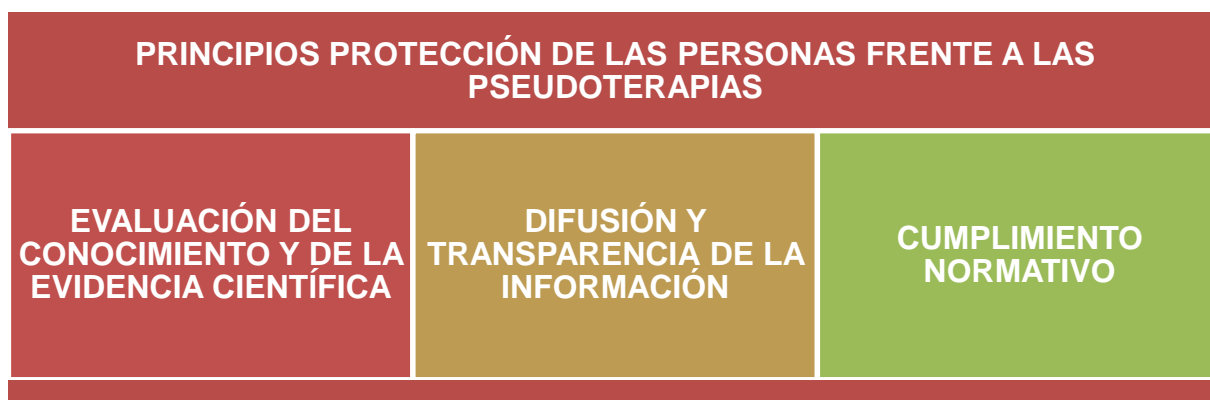 PRINCIPIOS PROTECCIÓN DE LAS PERSONAS FRENTE A LAS
PSEUDOTERAPIAS
EVALUACIÓN DEL
CONOCIMIENTO Y DE LA
EVIDENCIA CIENTÍFICA
DIFUSIÓN Y
TRANSPARENCIA DE LA
INFORMACIÓN
CUMPLIMIENTO
NORMATIVO